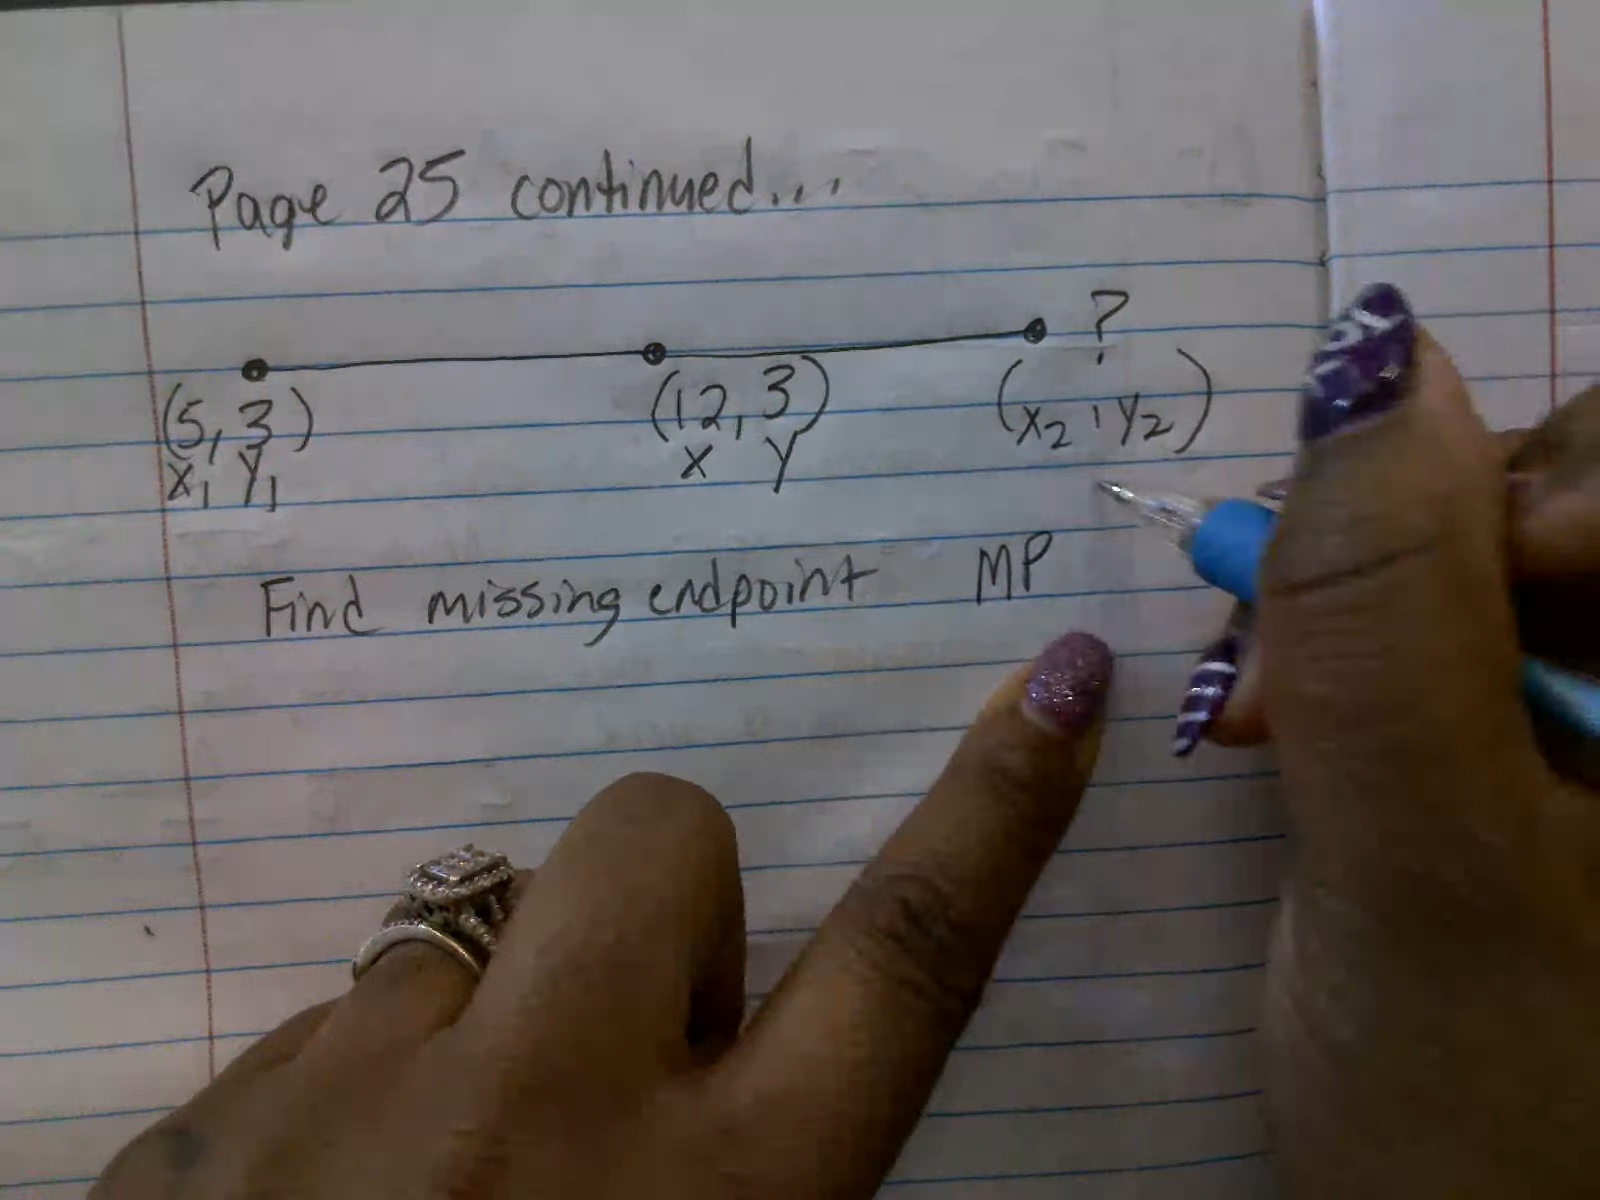 Page 25 continued...
?
(5, 3) (12, 3) (x₂, y₂)
x₁ y₁ x y
Find missing endpoint MP